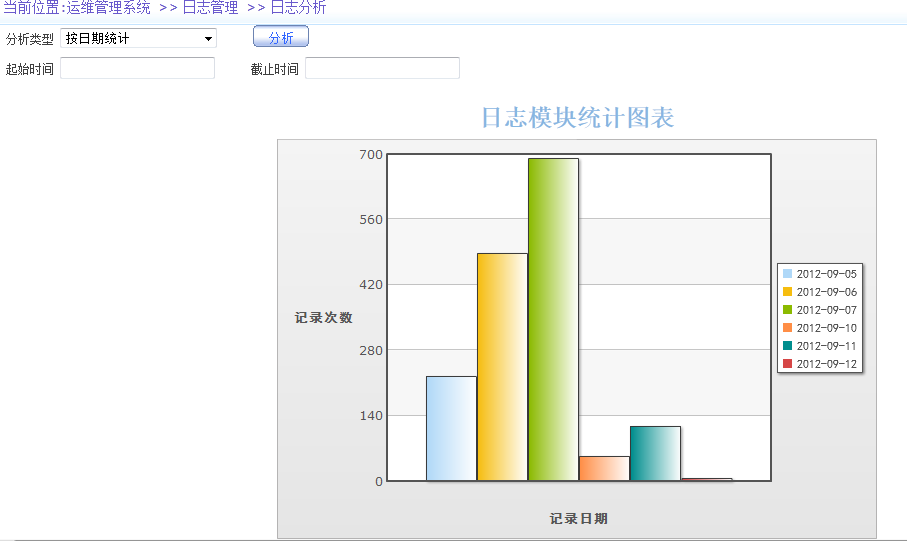 当前位置:运维管理系统 >> 日志管理 >> 日志分析
分析类型 按日期统计 分析
起始时间 截止时间
日志模块统计图表
700
560
420
280
140
0
记录次数
2012-09-05
2012-09-06
2012-09-07
2012-09-10
2012-09-11
2012-09-12
记录日期